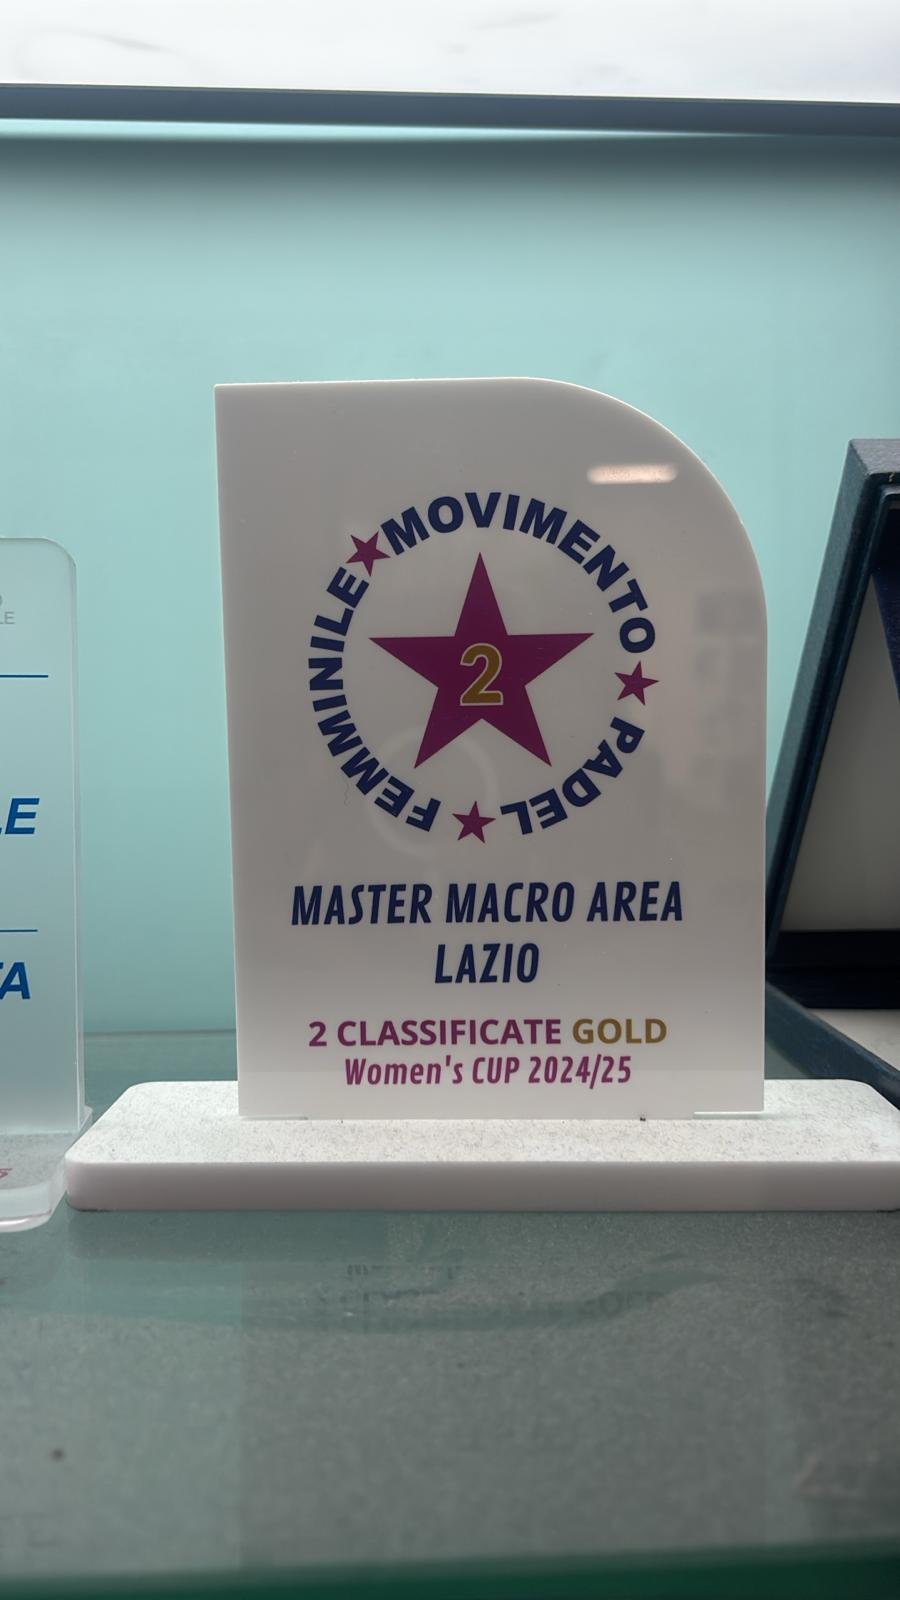 MOVIMENTO
PADEL
FEMMINILE
2
MASTER MACRO AREA
LAZIO
2 CLASSIFICATE GOLD
Women's CUP 2024/25